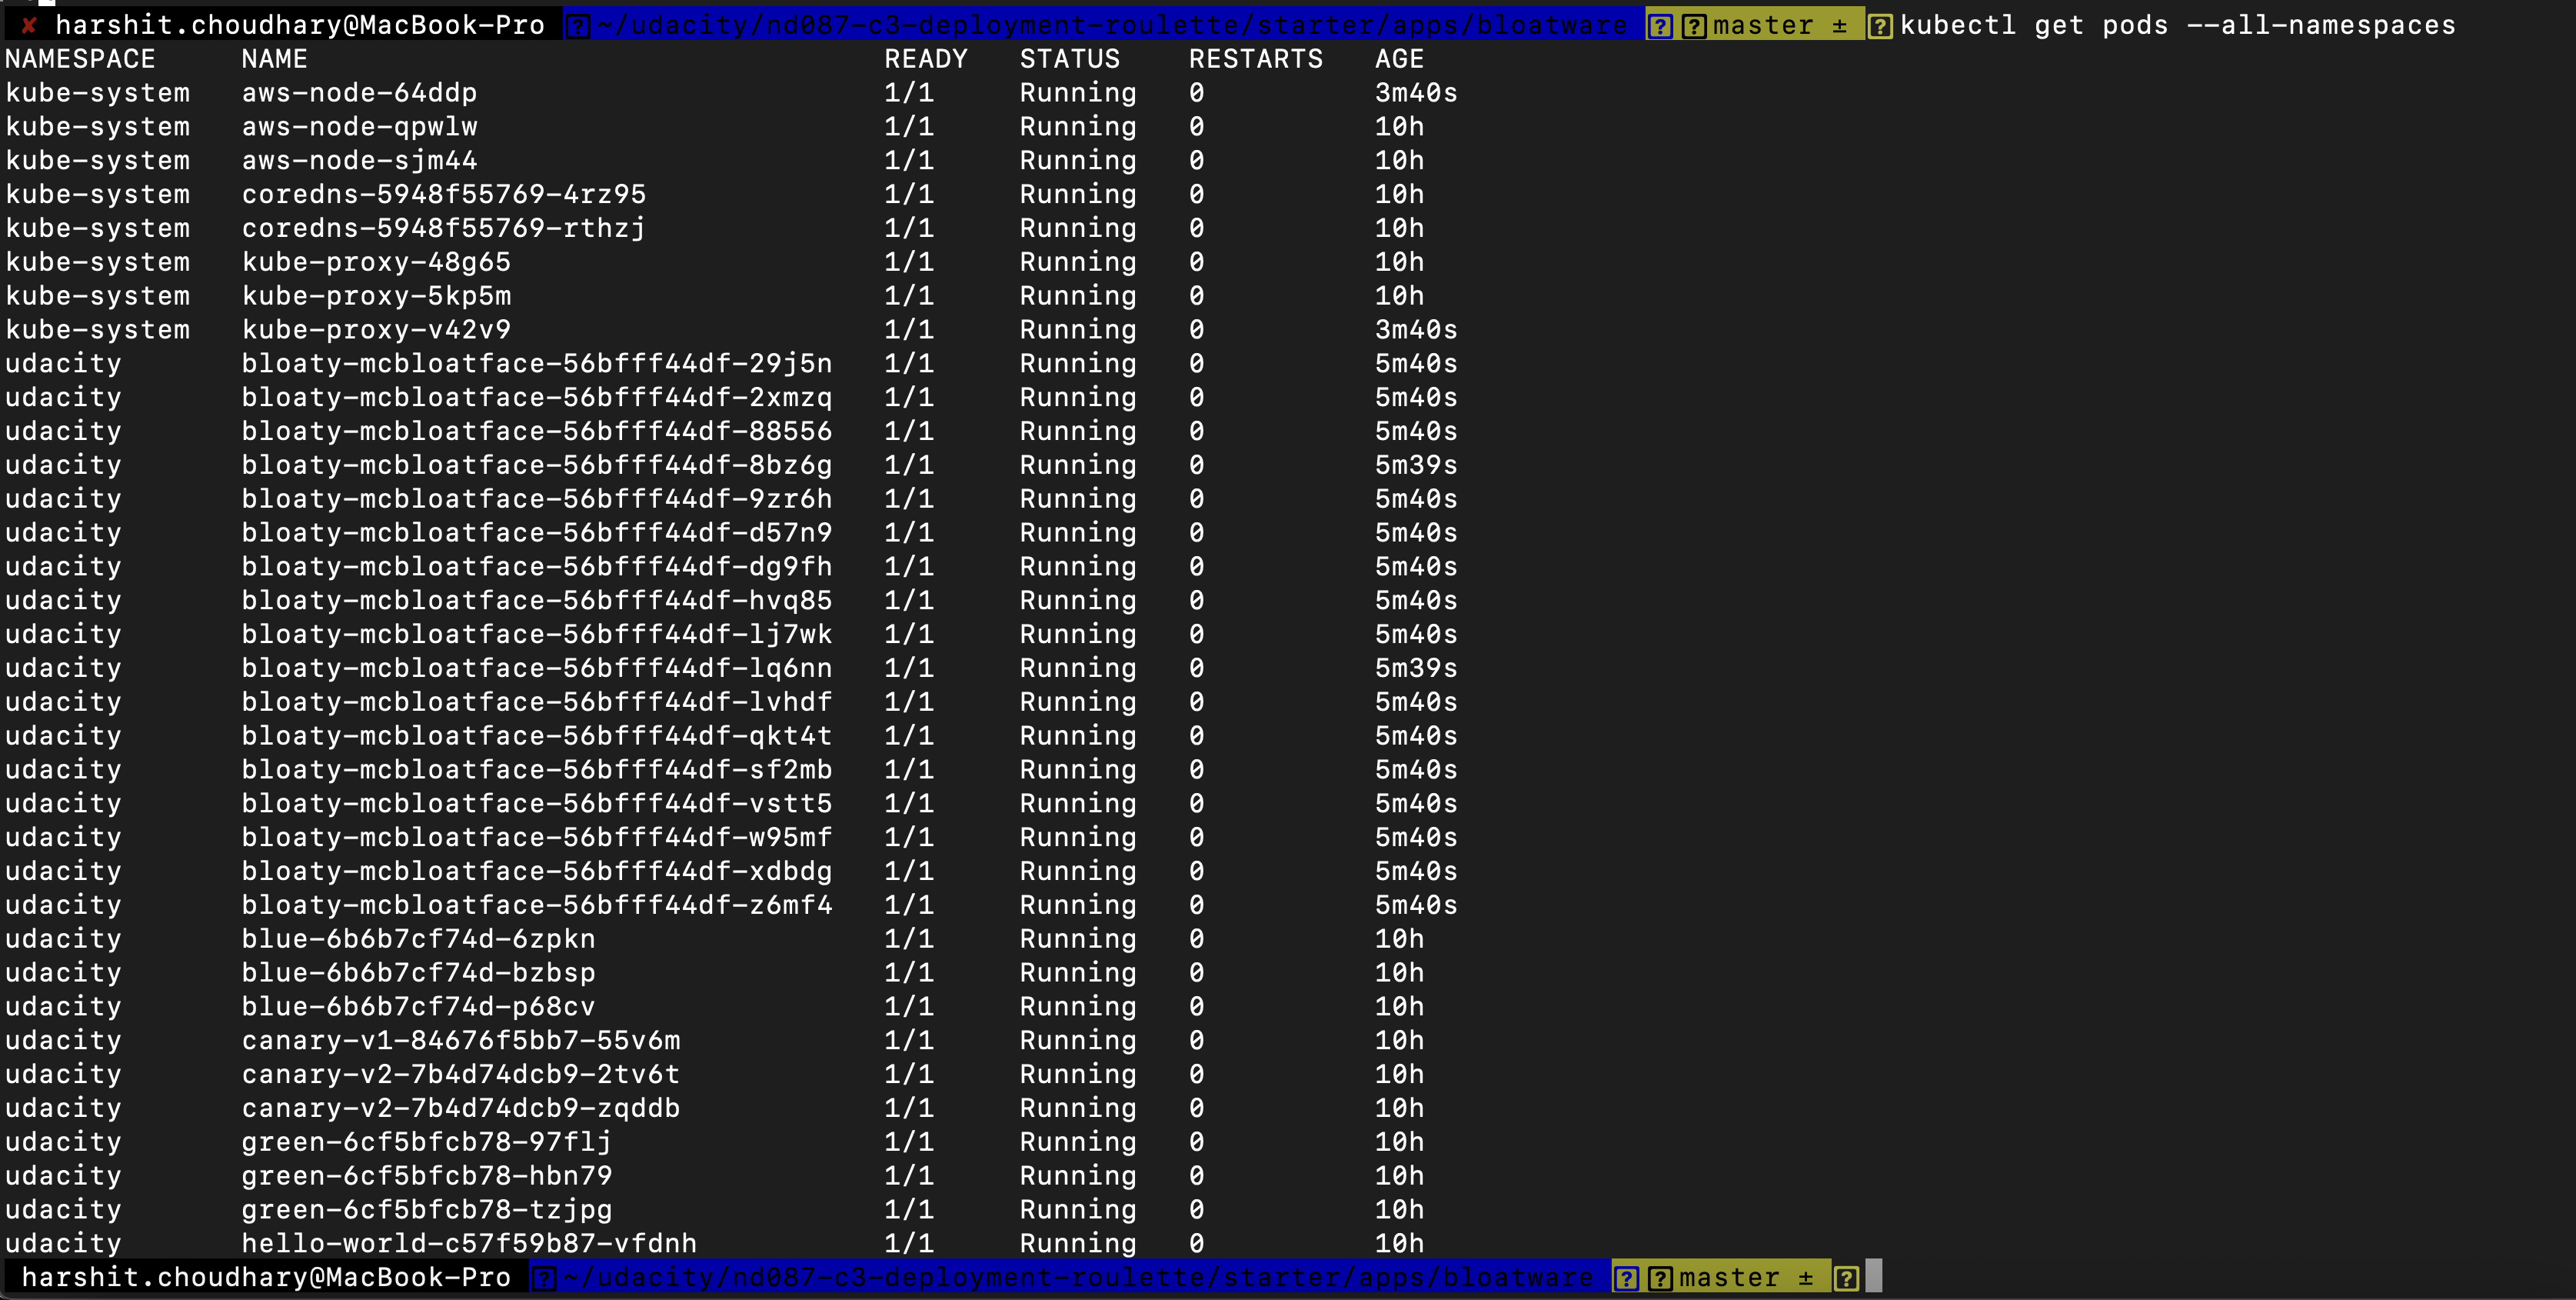 ✘ harshit.choudhary@MacBook-Pro ~/udacity/nd087-c3-deployment-roulette/starter/apps/bloatware master ± kubectl get pods --all-namespaces
NAMESPACE NAME READY STATUS RESTARTS AGE
kube-system aws-node-64ddp 1/1 Running 0 3m40s
kube-system aws-node-qpwlw 1/1 Running 0 10h
kube-system aws-node-sjm44 1/1 Running 0 10h
kube-system coredns-5948f55769-4rz95 1/1 Running 0 10h
kube-system coredns-5948f55769-rthzj 1/1 Running 0 10h
kube-system kube-proxy-48g65 1/1 Running 0 10h
kube-system kube-proxy-5kp5m 1/1 Running 0 10h
kube-system kube-proxy-v42v9 1/1 Running 0 3m40s
udacity bloaty-mcbloatface-56bfff44df-29j5n 1/1 Running 0 5m40s
udacity bloaty-mcbloatface-56bfff44df-2xmzq 1/1 Running 0 5m40s
udacity bloaty-mcbloatface-56bfff44df-88556 1/1 Running 0 5m40s
udacity bloaty-mcbloatface-56bfff44df-8bz6g 1/1 Running 0 5m39s
udacity bloaty-mcbloatface-56bfff44df-9zr6h 1/1 Running 0 5m40s
udacity bloaty-mcbloatface-56bfff44df-d57n9 1/1 Running 0 5m40s
udacity bloaty-mcbloatface-56bfff44df-dg9fh 1/1 Running 0 5m40s
udacity bloaty-mcbloatface-56bfff44df-hvq85 1/1 Running 0 5m40s
udacity bloaty-mcbloatface-56bfff44df-lj7wk 1/1 Running 0 5m40s
udacity bloaty-mcbloatface-56bfff44df-lq6nn 1/1 Running 0 5m39s
udacity bloaty-mcbloatface-56bfff44df-lvhdf 1/1 Running 0 5m40s
udacity bloaty-mcbloatface-56bfff44df-qkt4t 1/1 Running 0 5m40s
udacity bloaty-mcbloatface-56bfff44df-sf2mb 1/1 Running 0 5m40s
udacity bloaty-mcbloatface-56bfff44df-vstt5 1/1 Running 0 5m40s
udacity bloaty-mcbloatface-56bfff44df-w95mf 1/1 Running 0 5m40s
udacity bloaty-mcbloatface-56bfff44df-xdbdg 1/1 Running 0 5m40s
udacity bloaty-mcbloatface-56bfff44df-z6mf4 1/1 Running 0 5m40s
udacity blue-6b6b7cf74d-6zpkn 1/1 Running 0 10h
udacity blue-6b6b7cf74d-bzbsp 1/1 Running 0 10h
udacity blue-6b6b7cf74d-p68cv 1/1 Running 0 10h
udacity canary-v1-84676f5bb7-55v6m 1/1 Running 0 10h
udacity canary-v2-7b4d74dcb9-2tv6t 1/1 Running 0 10h
udacity canary-v2-7b4d74dcb9-zqddb 1/1 Running 0 10h
udacity green-6cf5bfcb78-97flj 1/1 Running 0 10h
udacity green-6cf5bfcb78-hbn79 1/1 Running 0 10h
udacity green-6cf5bfcb78-tzjpg 1/1 Running 0 10h
udacity hello-world-c57f59b87-vfdnh 1/1 Running 0 10h
harshit.choudhary@MacBook-Pro ~/udacity/nd087-c3-deployment-roulette/starter/apps/bloatware master ±